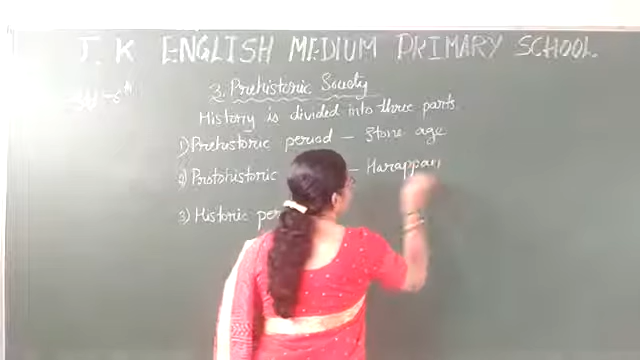 J. K ENGLISH MEDIUM PRIMARY SCHOOL.
3. Prehistoric Society
History is divided into three parts.
1) Prehistoric period – Stone age
2) Protohistoric – Harappan
3) Historic